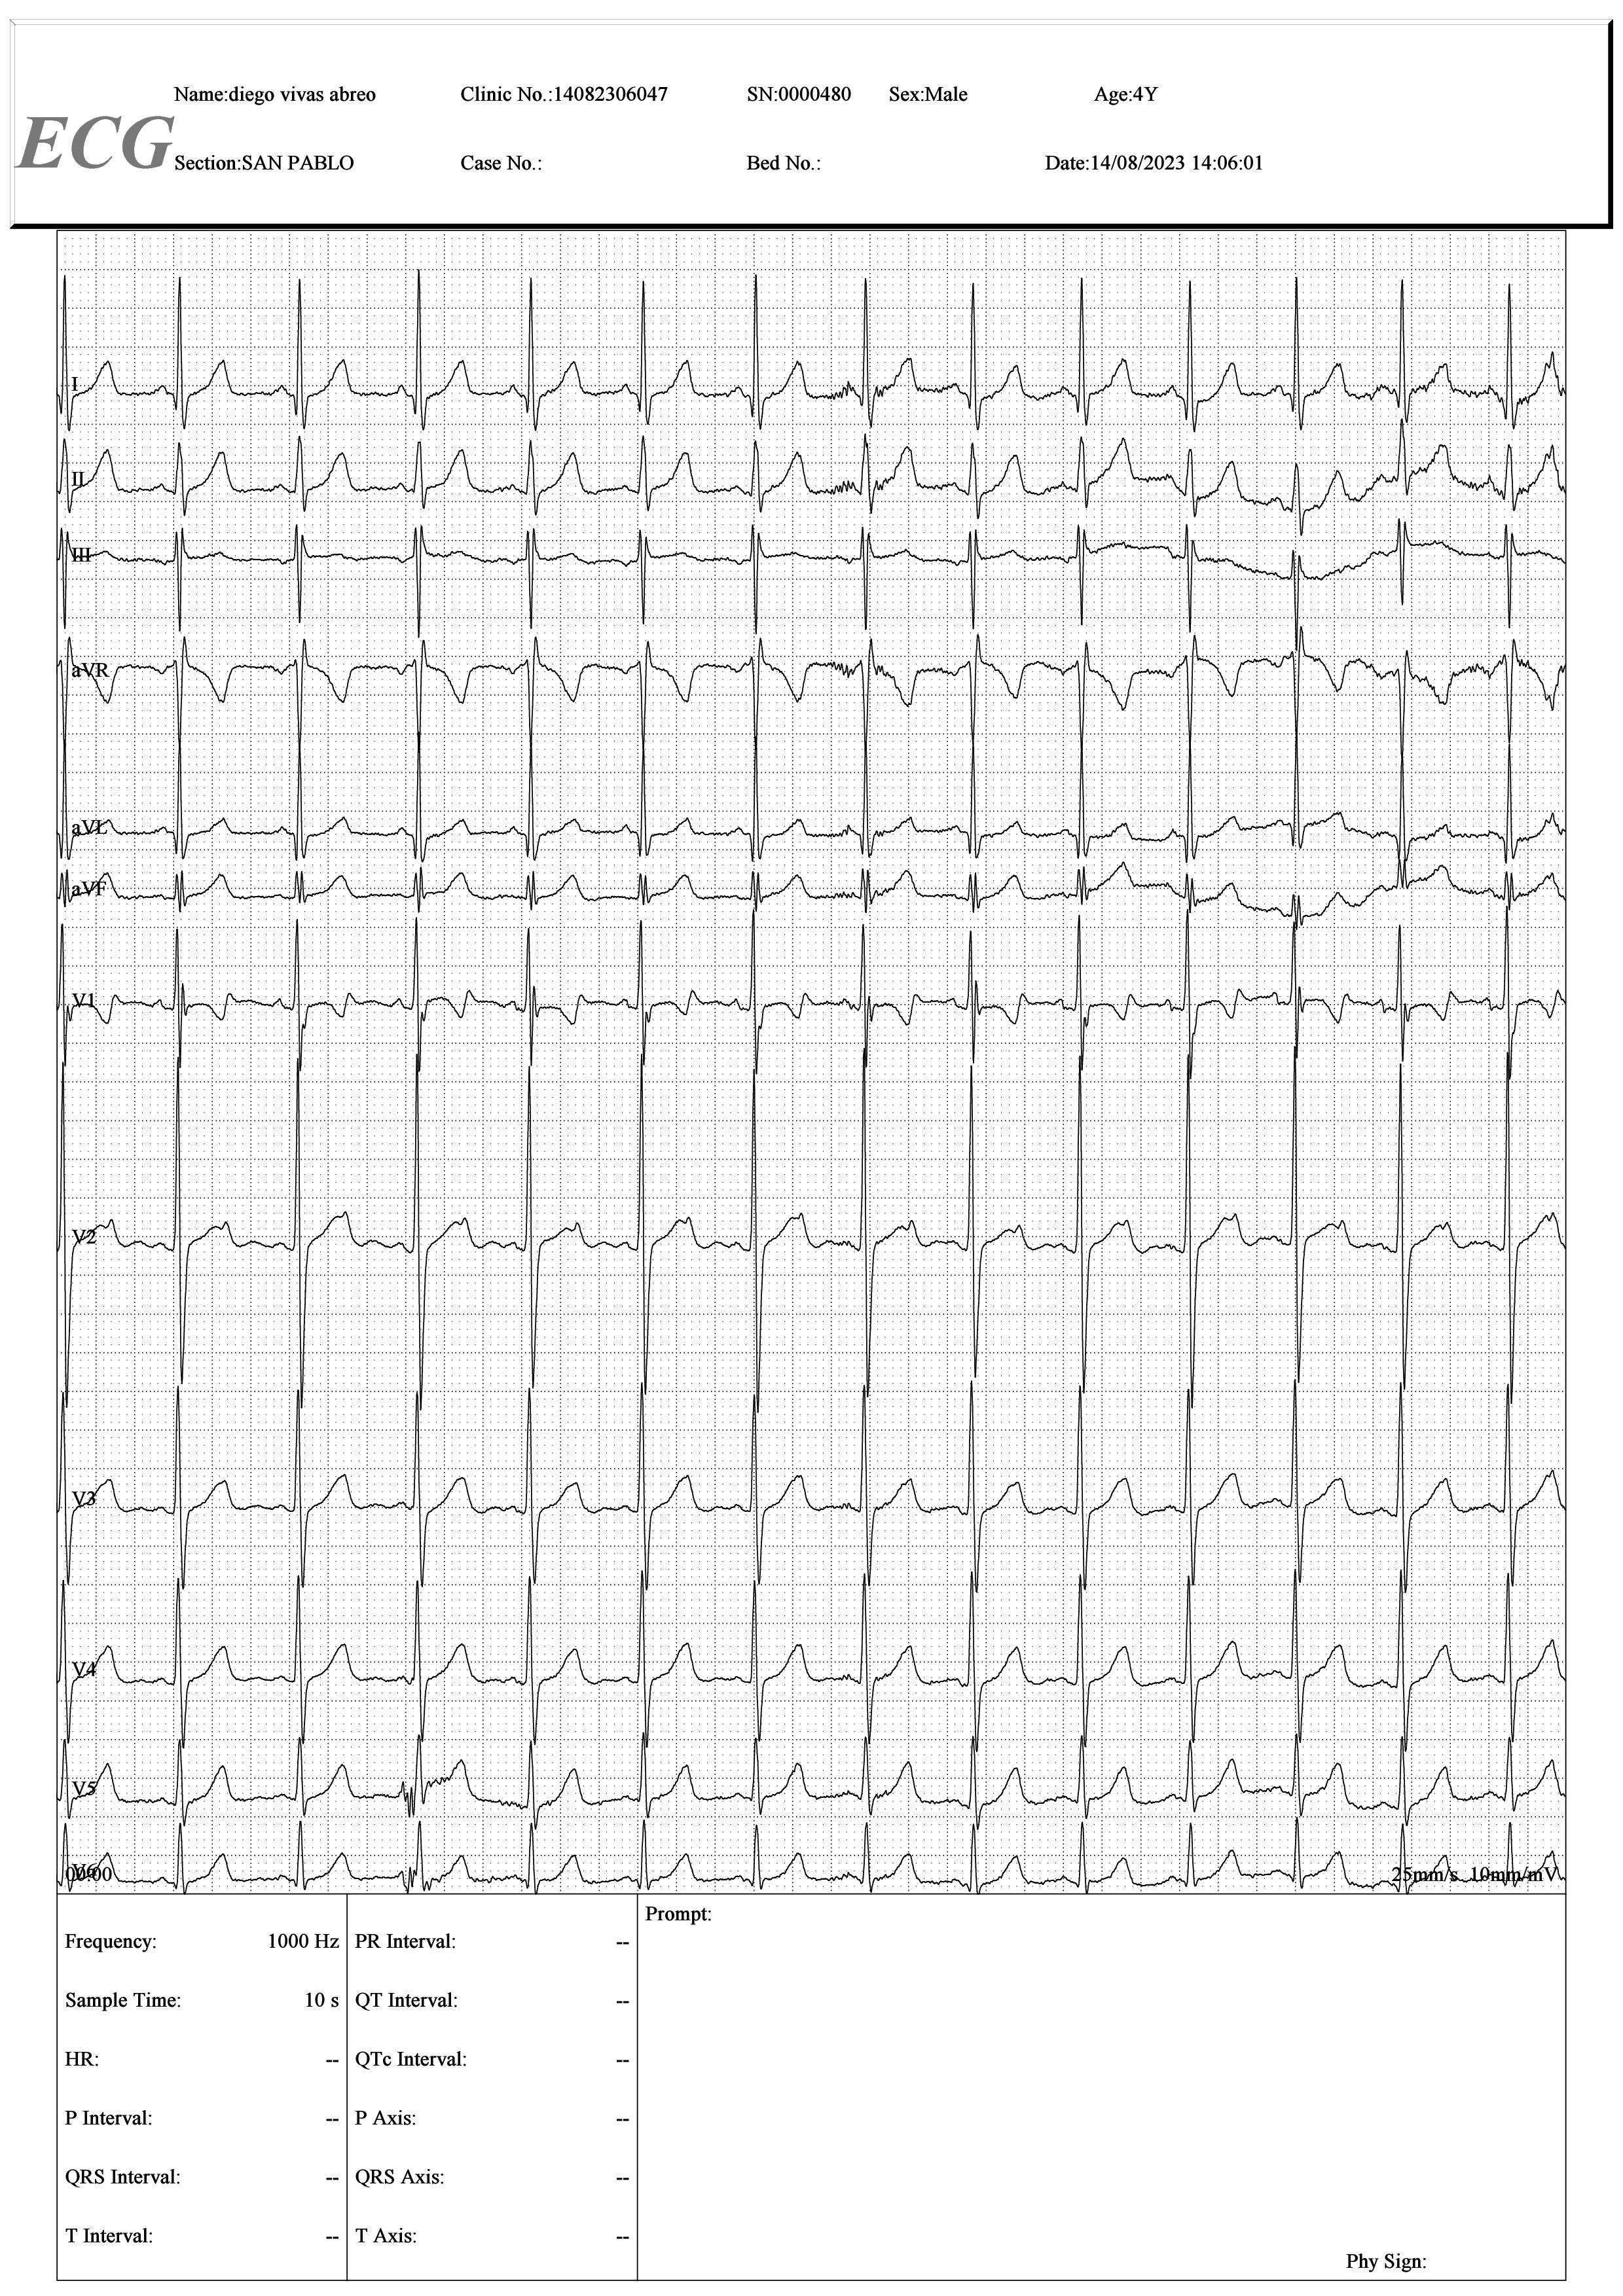 ECG
Name:diego vivas abreo Clinic No.:14082306047 SN:0000480 Sex:Male Age:4Y
Section:SAN PABLO Case No.: Bed No.: Date:14/08/2023 14:06:01
I
II
III
aVR
aVL
aVF
V1
V2
V3
V4
V5
V6
00:00 25mm/s 10mm/mV
Frequency: 1000 Hz PR Interval: -- Prompt:
Sample Time: 10 s QT Interval: --
HR: -- QTc Interval: --
P Interval: -- P Axis: --
QRS Interval: -- QRS Axis: --
T Interval: -- T Axis: --
Phy Sign: